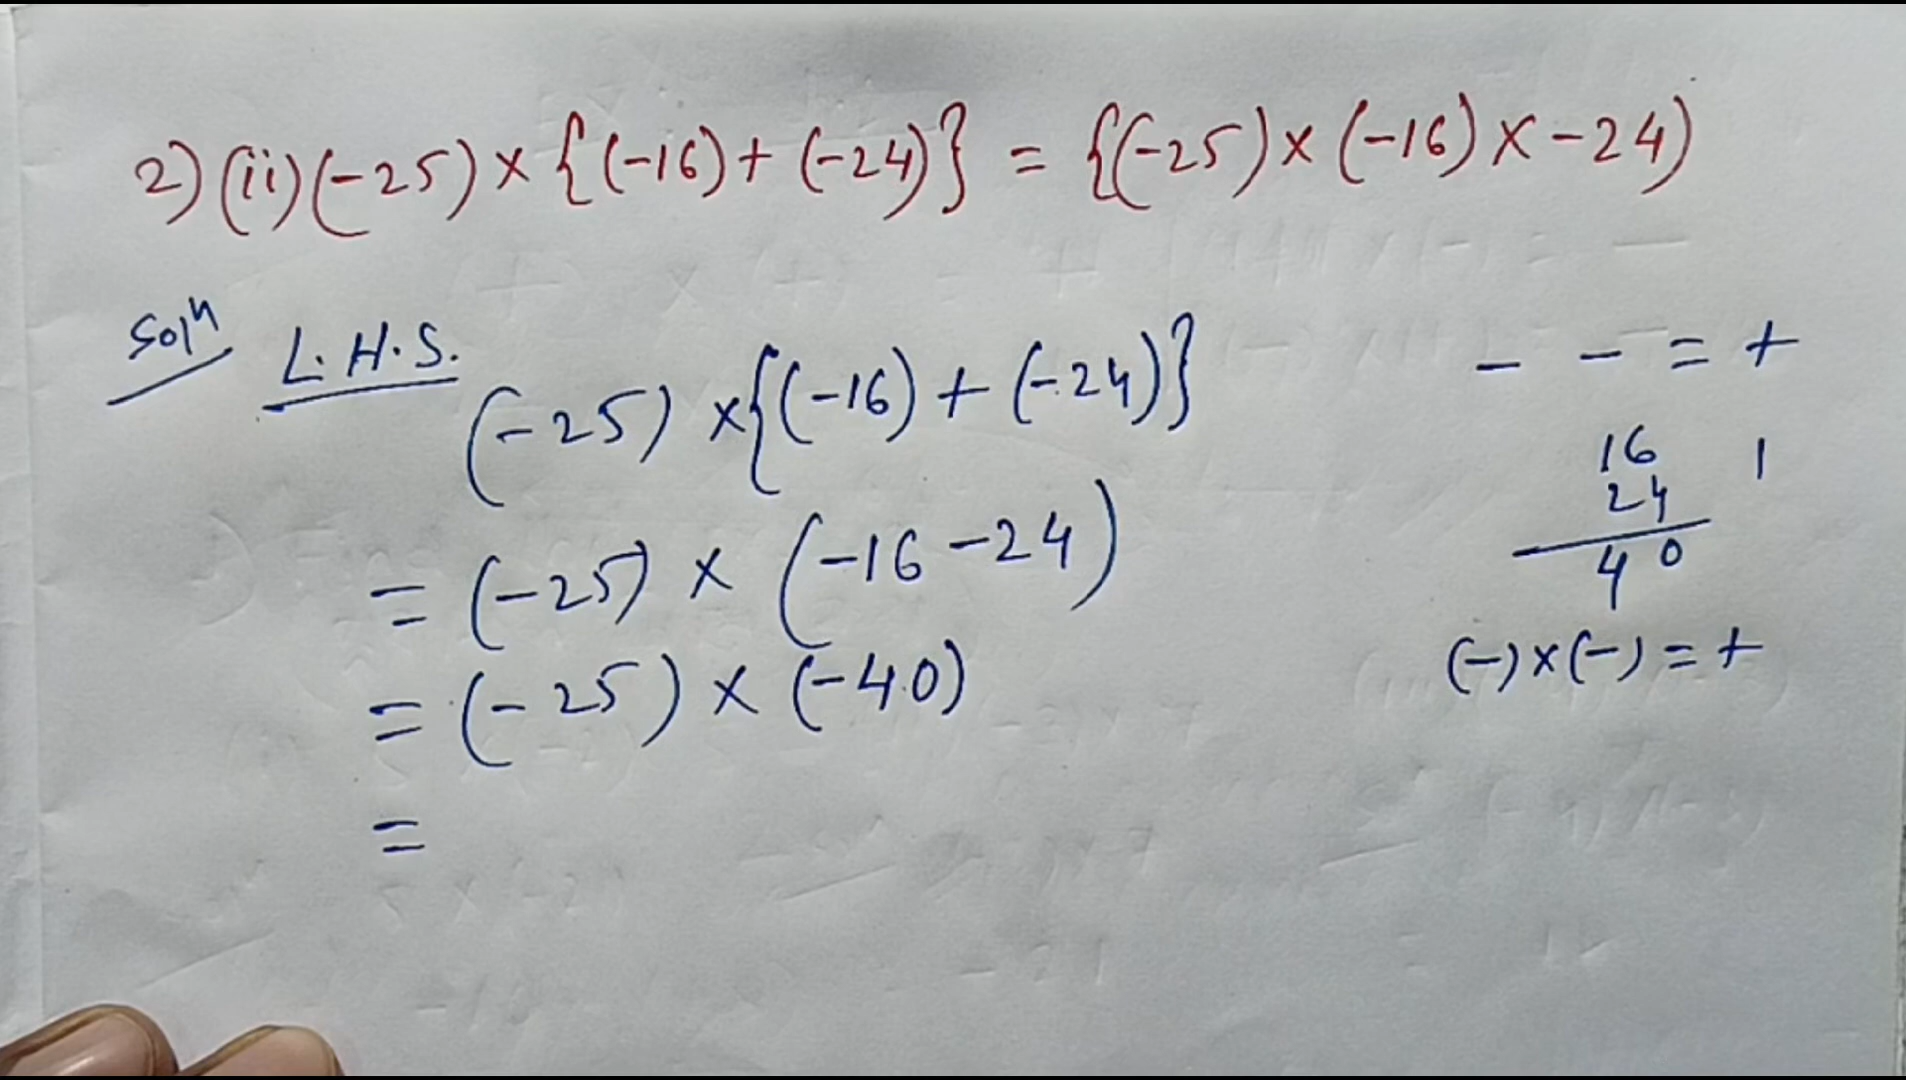 2) (ii) (-25) × {(-16) + (-24)} = {(-25) × (-16) × -24)
Solⁿ L.H.S.
(-25) × {(-16) + (-24)}
= (-25) × (-16 -24)
= (-25) × (-40)
=
- - = +
16 1
24
40
(-) × (-) = +